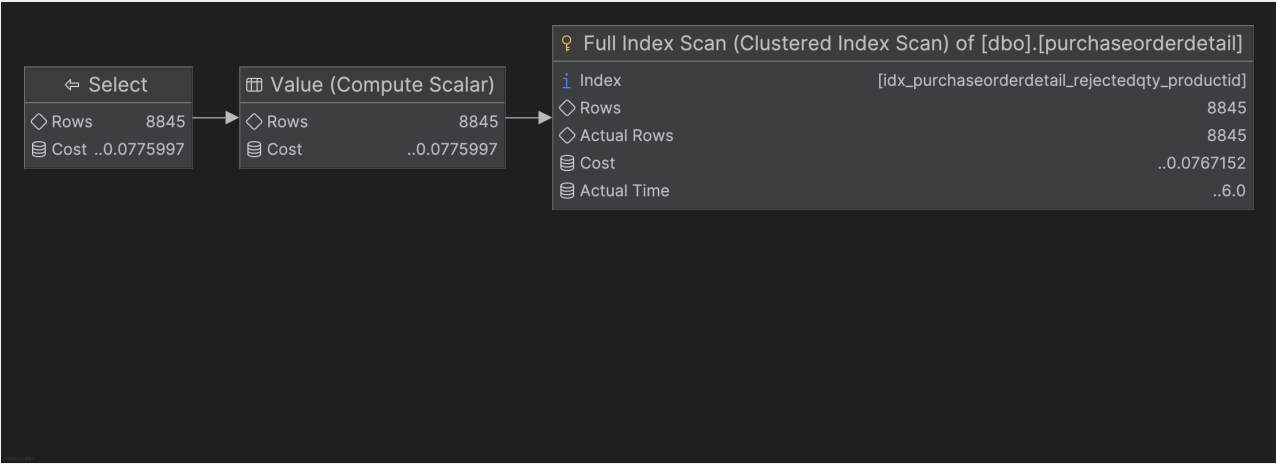 Select
Rows 8845
Cost ..0.0775997
Value (Compute Scalar)
Rows 8845
Cost ..0.0775997
Full Index Scan (Clustered Index Scan) of [dbo].[purchaseorderdetail]
Index [idx_purchaseorderdetail_rejectedqty_productid]
Rows 8845
Actual Rows 8845
Cost ..0.0767152
Actual Time ..6.0